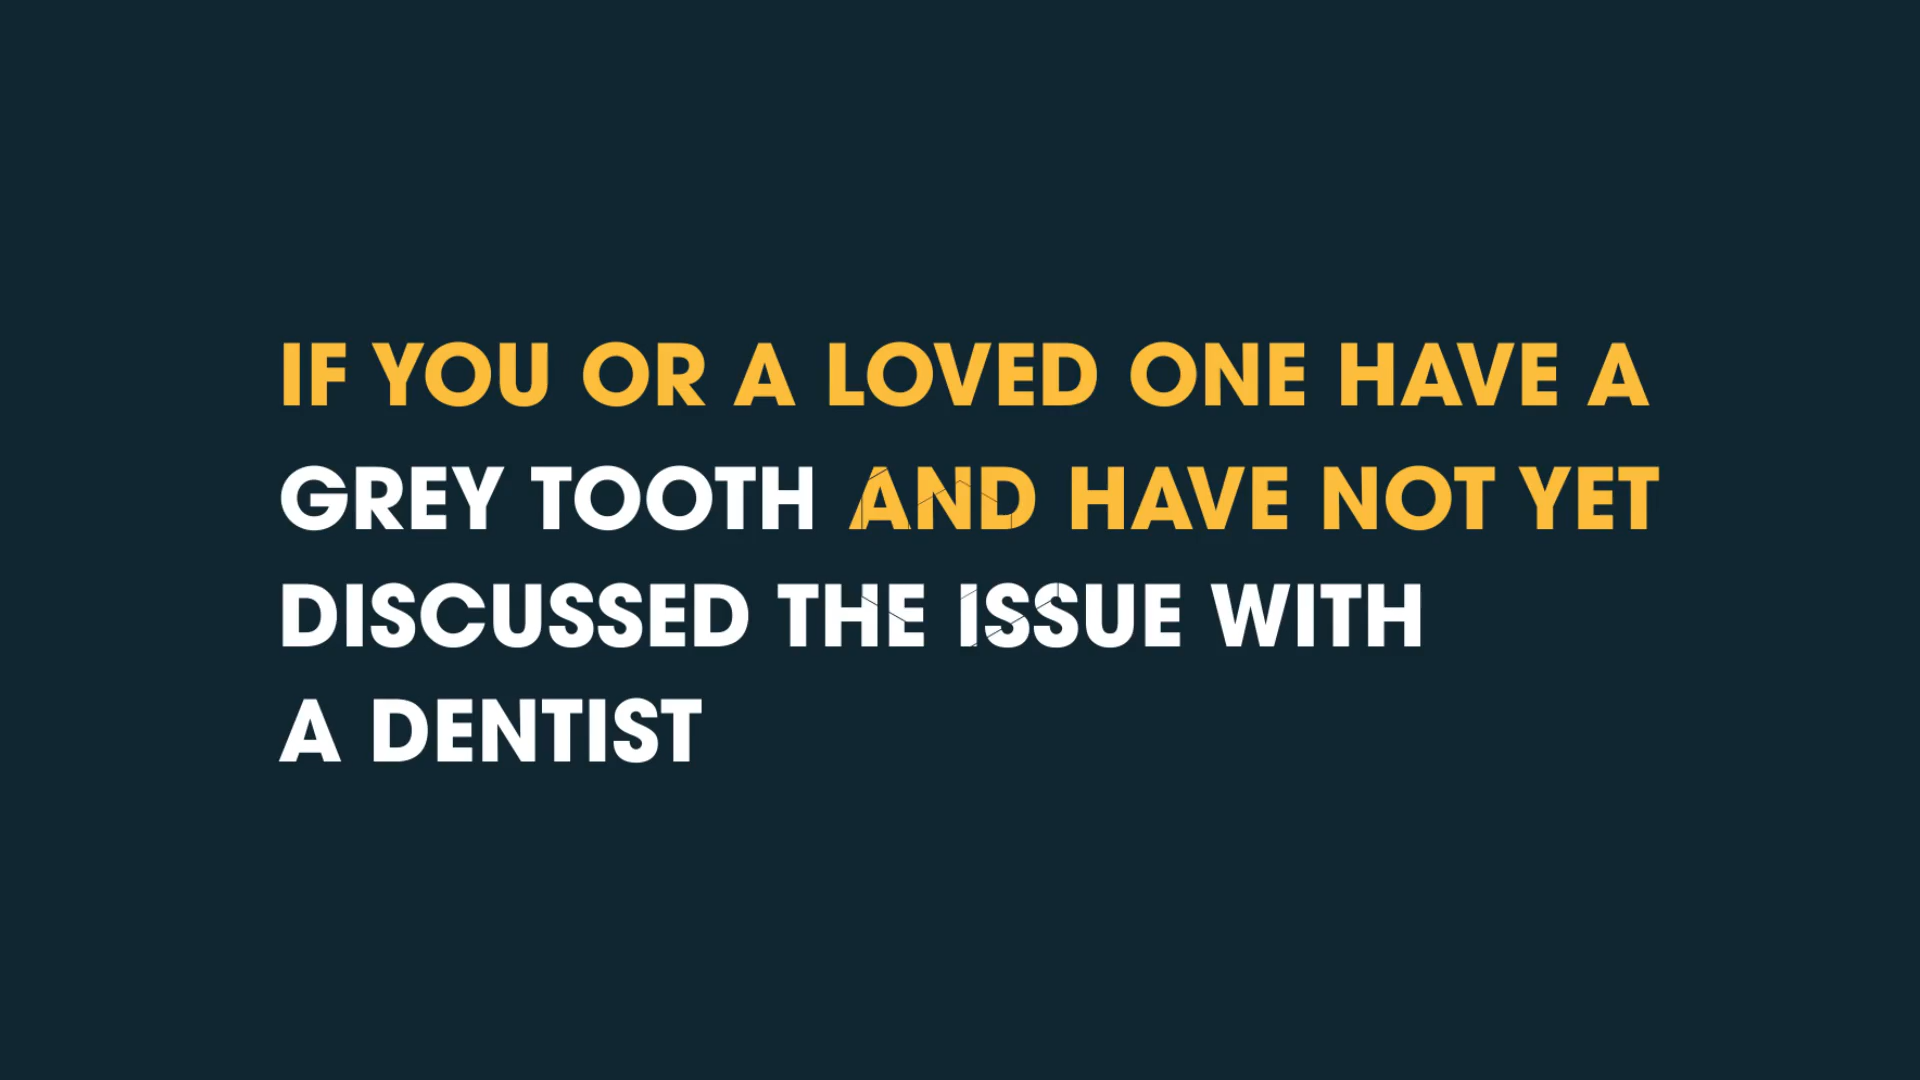 IF YOU OR A LOVED ONE HAVE A
GREY TOOTH AND HAVE NOT YET
DISCUSSED THE ISSUE WITH
A DENTIST